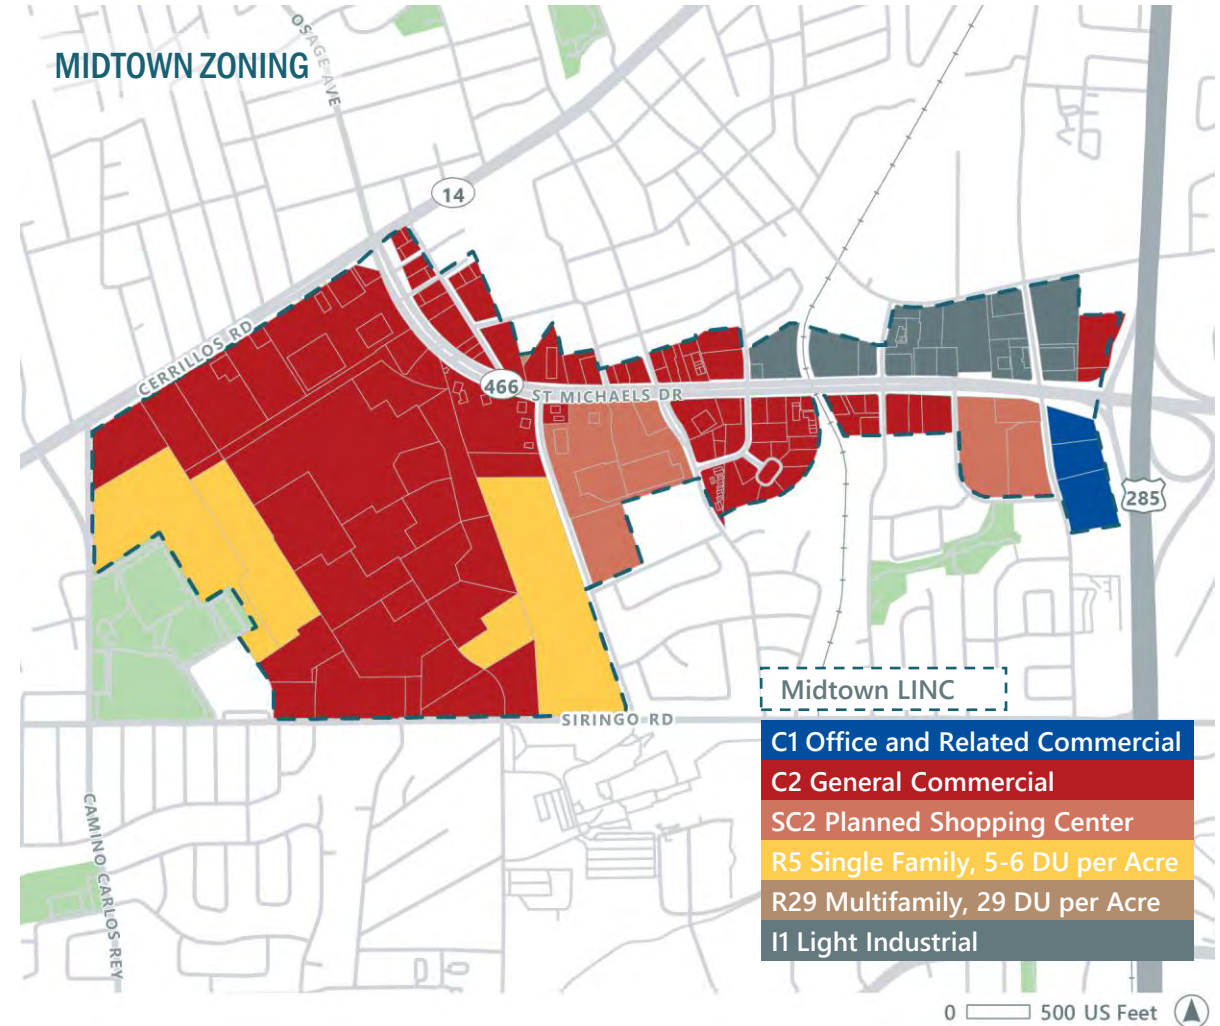 MIDTOWN ZONING
OSAGE AVE
14
CERRILLOS RD
466
ST MICHAELS DR
285
Midtown LINC
SIRINGO RD
C1 Office and Related Commercial
C2 General Commercial
SC2 Planned Shopping Center
R5 Single Family, 5-6 DU per Acre
R29 Multifamily, 29 DU per Acre
I1 Light Industrial
CAMINO CARLOS REY
0 500 US Feet